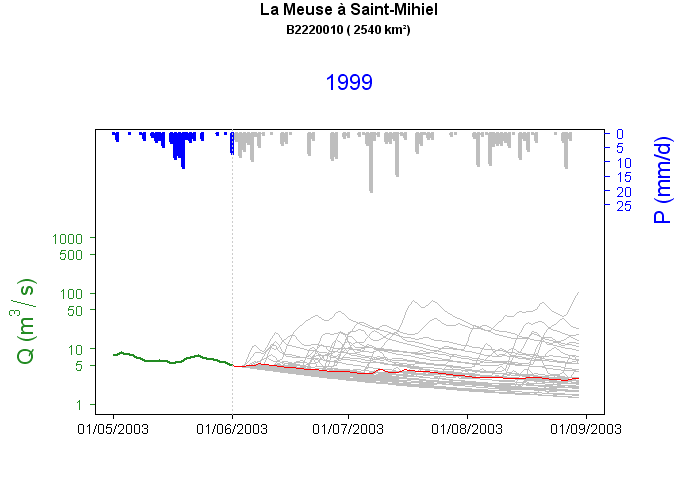 La Meuse à Saint-Mihiel
B2220010 ( 2540 km²)
1999
0
5
10
15
20
25
P (mm/d)
1000
500
100
50
10
5
1
Q (m³/ s)
01/05/2003 01/06/2003 01/07/2003 01/08/2003 01/09/2003